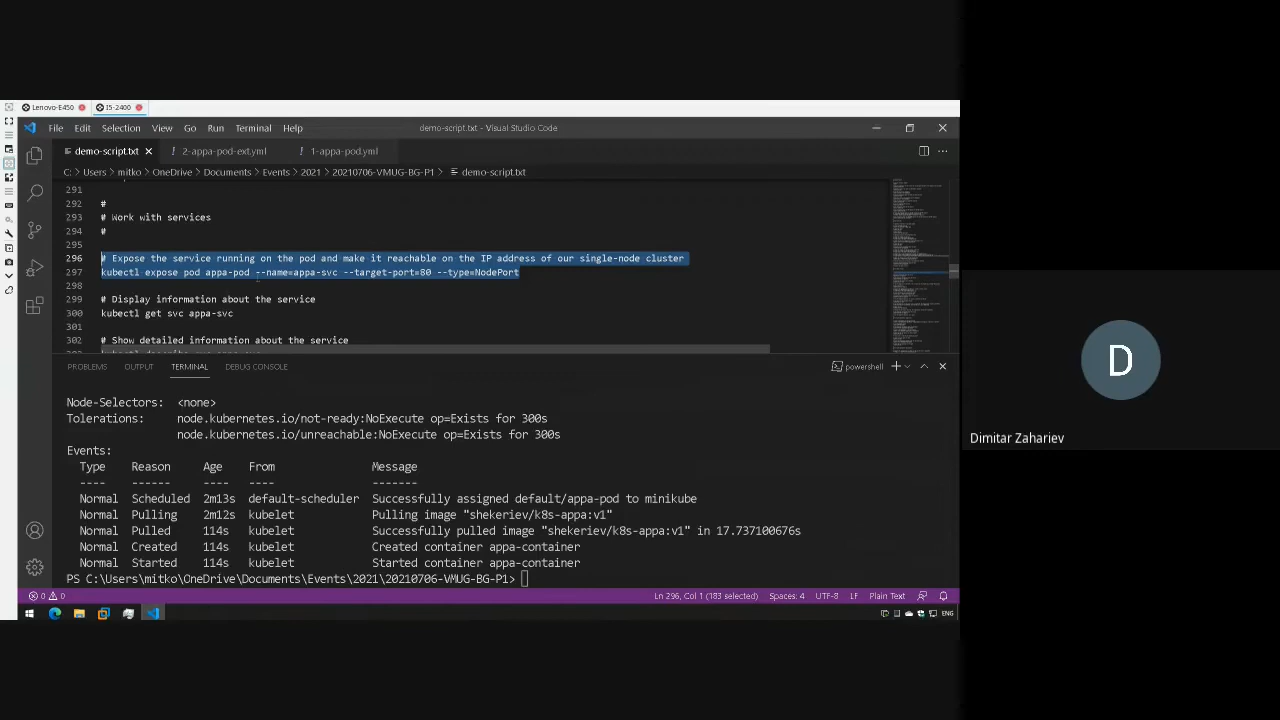 Lenovo-E450
I5-2400
File Edit Selection View Go Run Terminal Help
demo-script.txt - Visual Studio Code
demo-script.txt
2-appa-pod-ext.yml
1-appa-pod.yml
C: > Users > mitko > OneDrive > Documents > Events > 2021 > 20210706-VMUG-BG-P1 > demo-script.txt
291
292 #
293 # Work with services
294 #
295
296 # Expose the service running on the pod and make it reachable on the IP address of our single-node cluster
297 kubectl expose pod appa-pod --name=appa-svc --target-port=80 --type=NodePort
298
299 # Display information about the service
300 kubectl get svc appa-svc
301
302 # Show detailed information about the service
PROBLEMS OUTPUT TERMINAL DEBUG CONSOLE
powershell
Node-Selectors: <none>
Tolerations: node.kubernetes.io/not-ready:NoExecute op=Exists for 300s
node.kubernetes.io/unreachable:NoExecute op=Exists for 300s
Events:
Type Reason Age From Message
---- ------ ---- ---- -------
Normal Scheduled 2m13s default-scheduler Successfully assigned default/appa-pod to minikube
Normal Pulling 2m12s kubelet Pulling image "shekeriev/k8s-appa:v1"
Normal Pulled 114s kubelet Successfully pulled image "shekeriev/k8s-appa:v1" in 17.737100676s
Normal Created 114s kubelet Created container appa-container
Normal Started 114s kubelet Started container appa-container
PS C:\Users\mitko\OneDrive\Documents\Events\2021\20210706-VMUG-BG-P1>
0 0
Ln 296, Col 1 (183 selected) Spaces: 4 UTF-8 LF Plain Text
ENG
D
Dimitar Zahariev